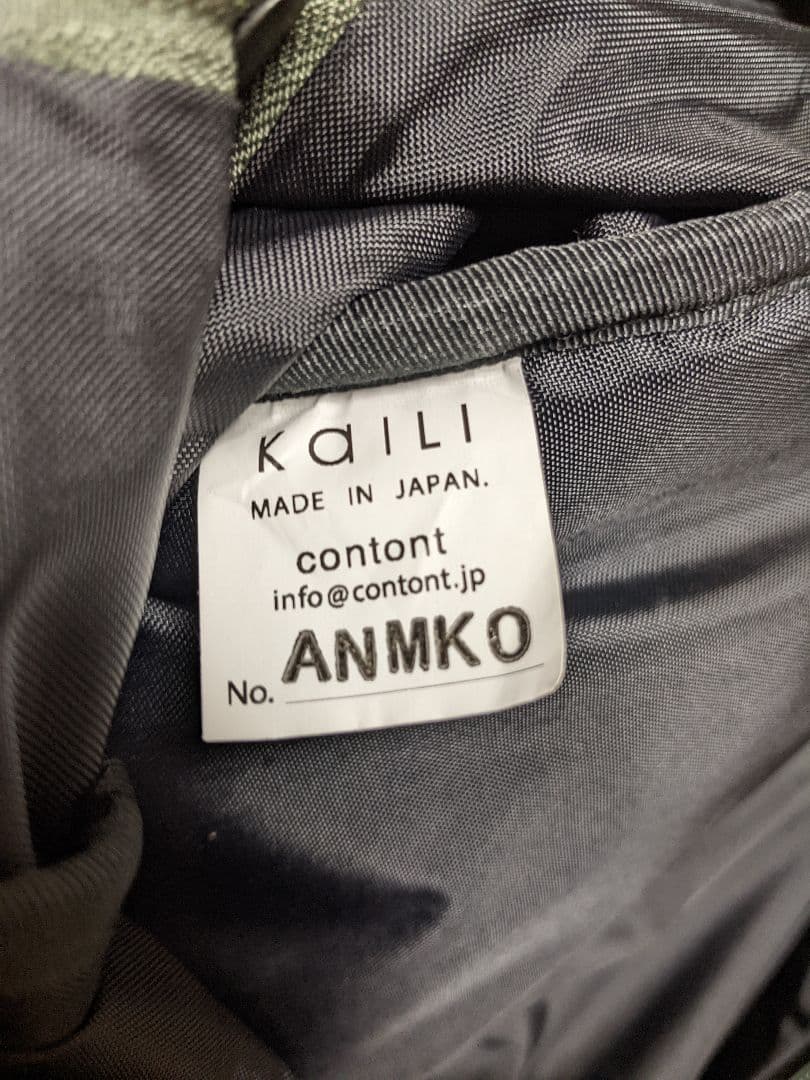 KaILI
MADE IN JAPAN.
contont
info@contont.jp
No. ANMKO